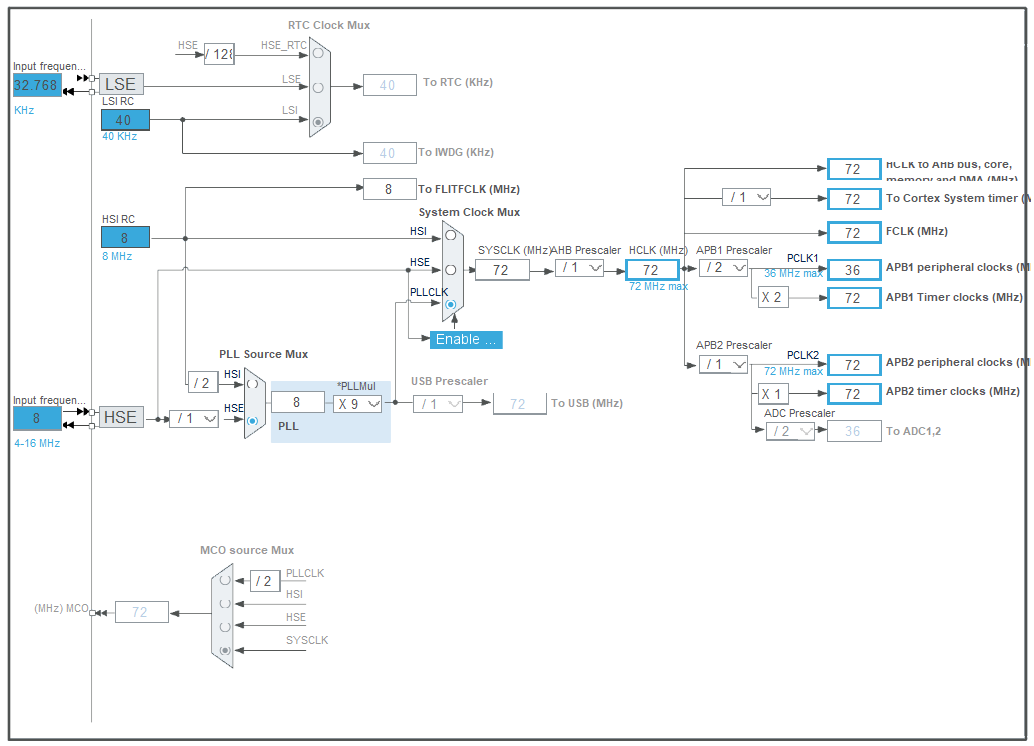 RTC Clock Mux
HSE
/ 128
HSE_RTC
Input frequen...
32.768
KHz
LSE
LSE
40
To RTC (KHz)
LSI RC
40
40 KHz
LSI
40
To IWDG (KHz)
8
To FLITFCLK (MHz)
HSI RC
8
8 MHz
System Clock Mux
HSI
HSE
PLLCLK
Enable ...
SYSCLK (MHz)
72
AHB Prescaler
/ 1
HCLK (MHz)
72
72 MHz max
72
HCLK to AHB bus, core,
memory and DMA (MHz)
/ 1
72
To Cortex System timer (M
72
FCLK (MHz)
APB1 Prescaler
/ 2
PCLK1
36 MHz max
36
APB1 peripheral clocks (M
X 2
72
APB1 Timer clocks (MHz)
APB2 Prescaler
/ 1
PCLK2
72 MHz max
72
APB2 peripheral clocks (M
X 1
72
APB2 timer clocks (MHz)
ADC Prescaler
/ 2
36
To ADC1,2
PLL Source Mux
/ 2
HSI
Input frequen...
8
4-16 MHz
HSE
/ 1
HSE
8
*PLLMul
X 9
PLL
USB Prescaler
/ 1
72
To USB (MHz)
MCO source Mux
/ 2
PLLCLK
HSI
HSE
SYSCLK
(MHz) MCO
72